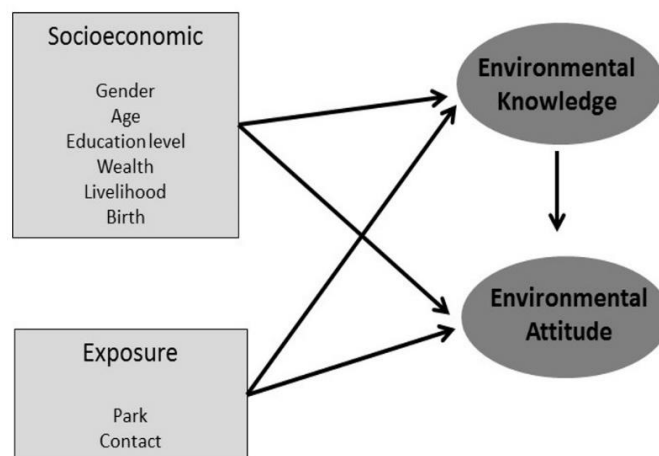 Socioeconomic
Gender
Age
Education level
Wealth
Livelihood
Birth
Environmental
Knowledge
Environmental
Attitude
Exposure
Park
Contact